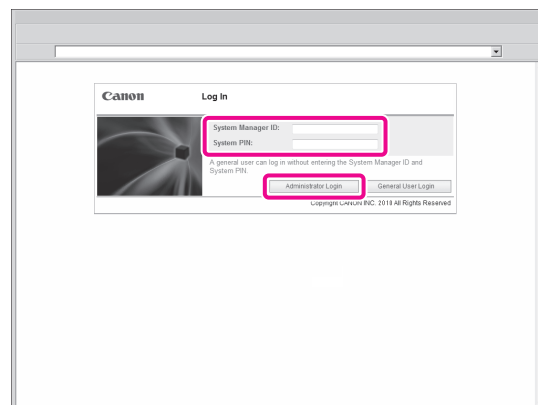 Canon
Log In
System Manager ID:
System PIN:
A general user can log in without entering the System Manager ID and
System PIN.
Administrator Login
General User Login
Copyright CANON INC. 2010 All Rights Reserved